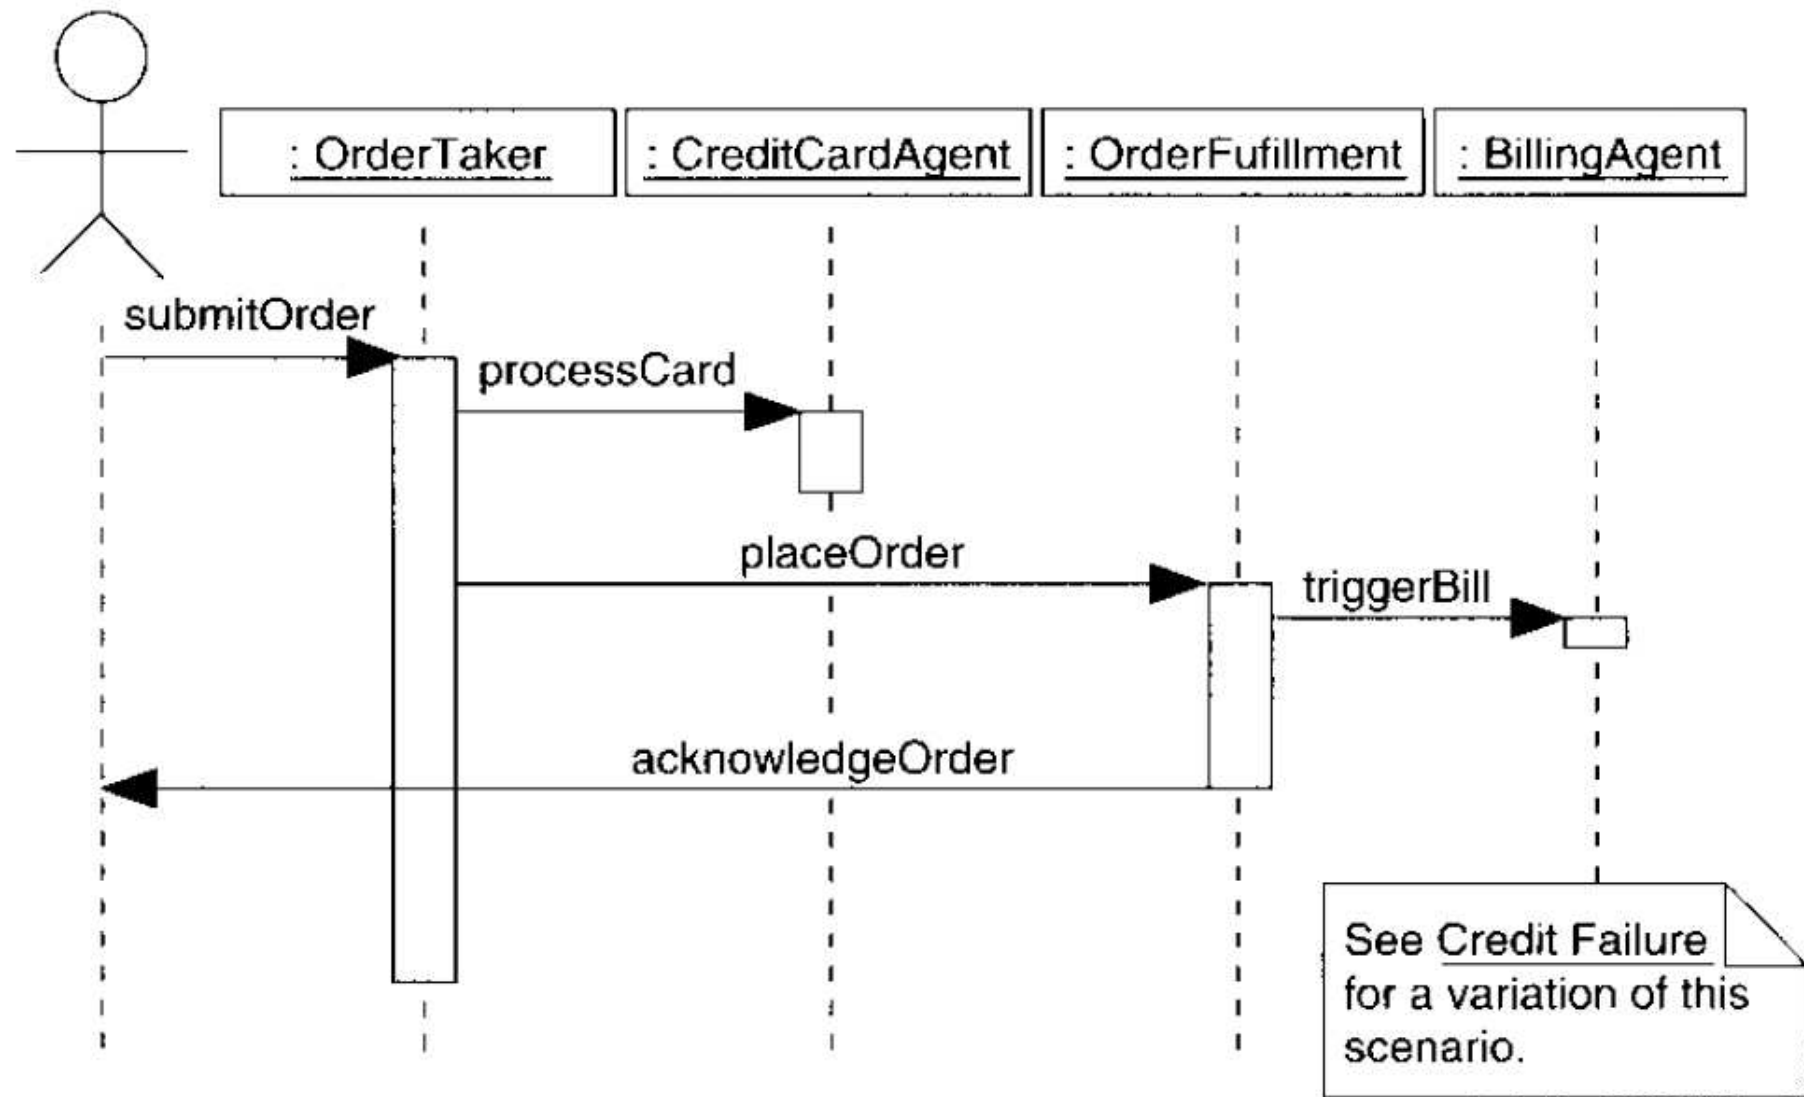 : OrderTaker
: CreditCardAgent
: OrderFufillment
: BillingAgent
submitOrder
processCard
placeOrder
triggerBill
acknowledgeOrder
See Credit Failure
for a variation of this
scenario.